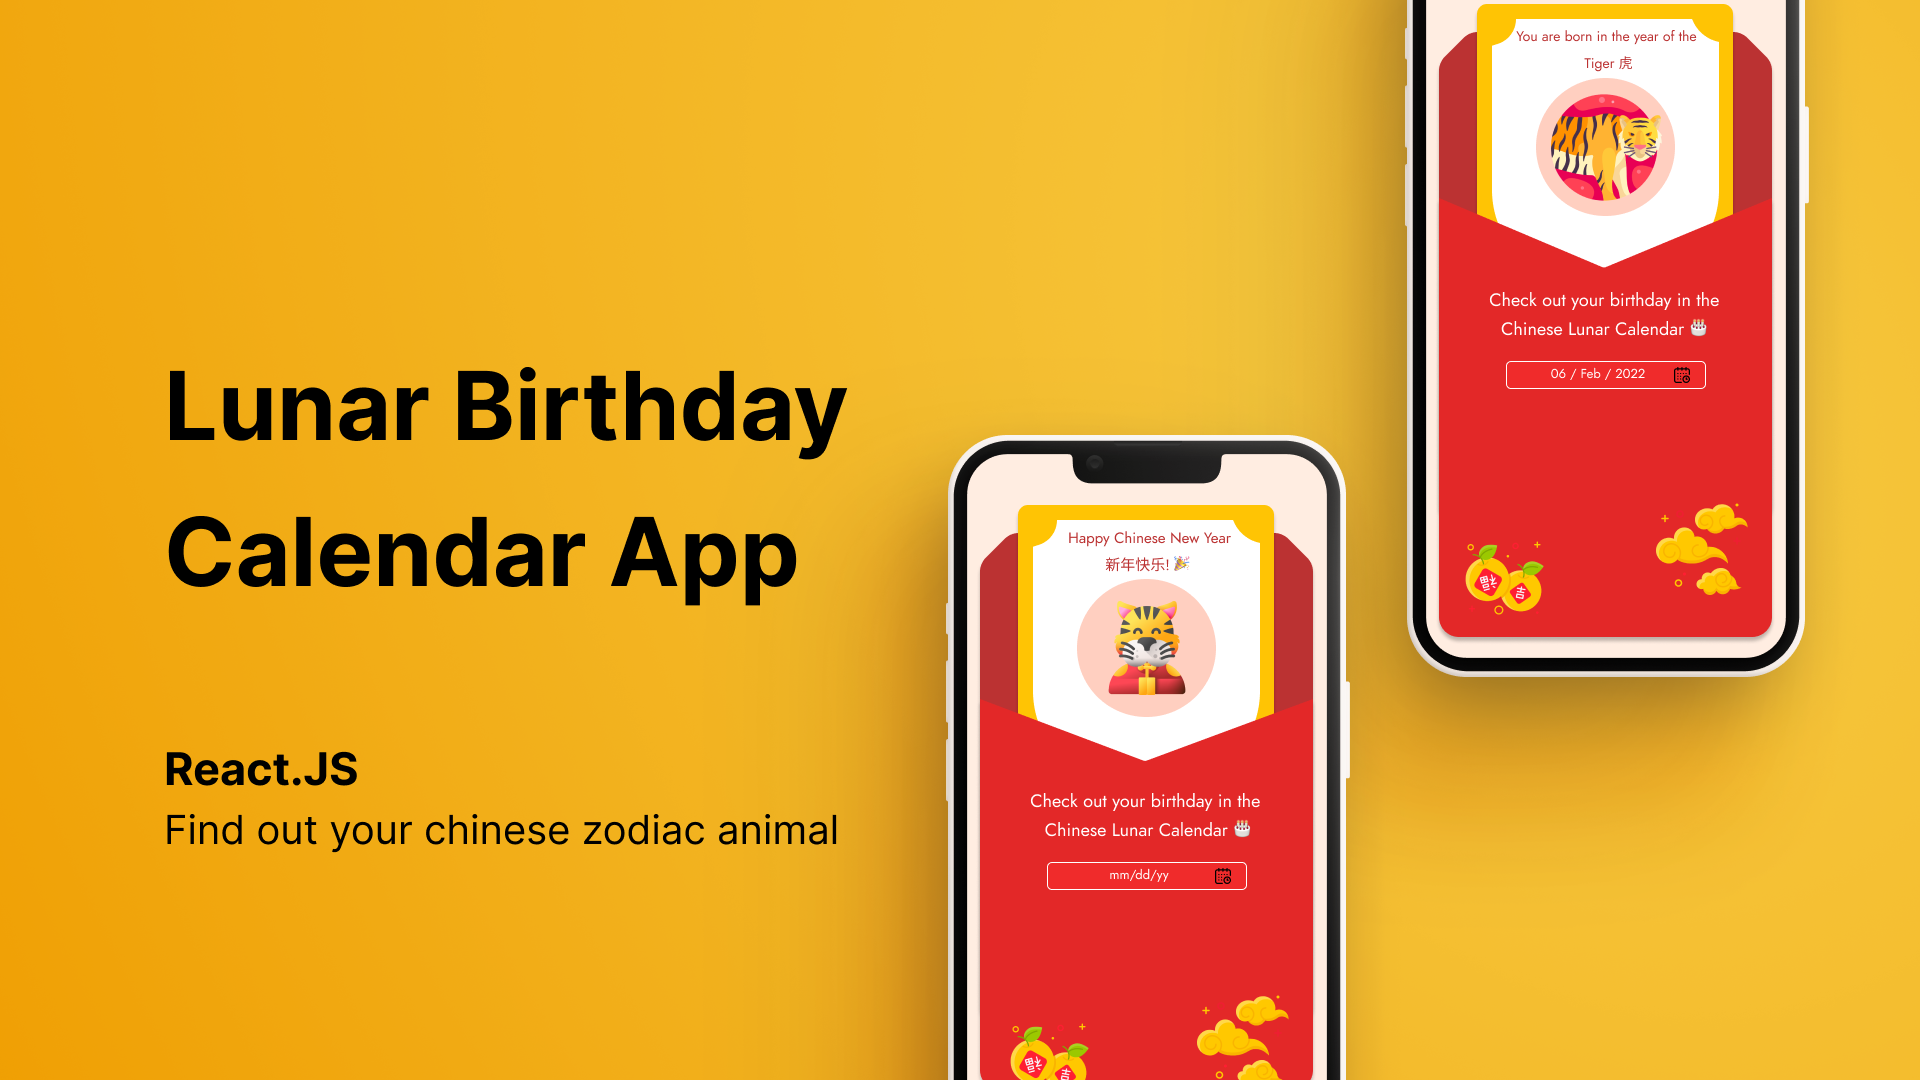 Lunar Birthday
Calendar App
React.JS
Find out your chinese zodiac animal
Happy Chinese New Year
新年快乐! 🎉
Check out your birthday in the
Chinese Lunar Calendar 🎂
mm/dd/yy
福
吉
You are born in the year of the
Tiger 虎
Check out your birthday in the
Chinese Lunar Calendar 🎂
06 / Feb / 2022
福
吉